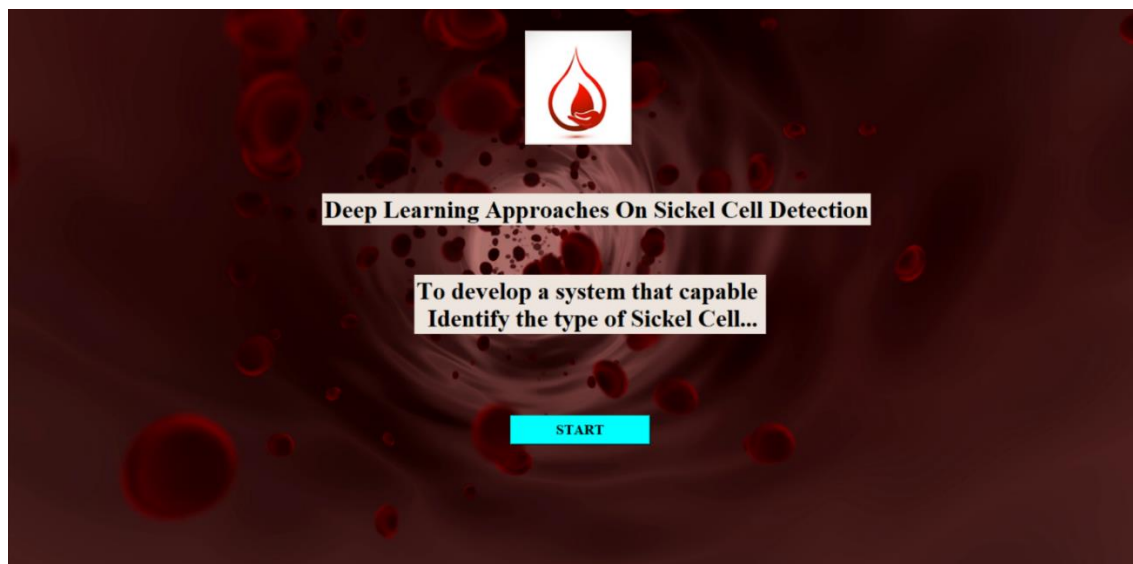 Deep Learning Approaches On Sickel Cell Detection
To develop a system that capable
Identify the type of Sickel Cell...
START